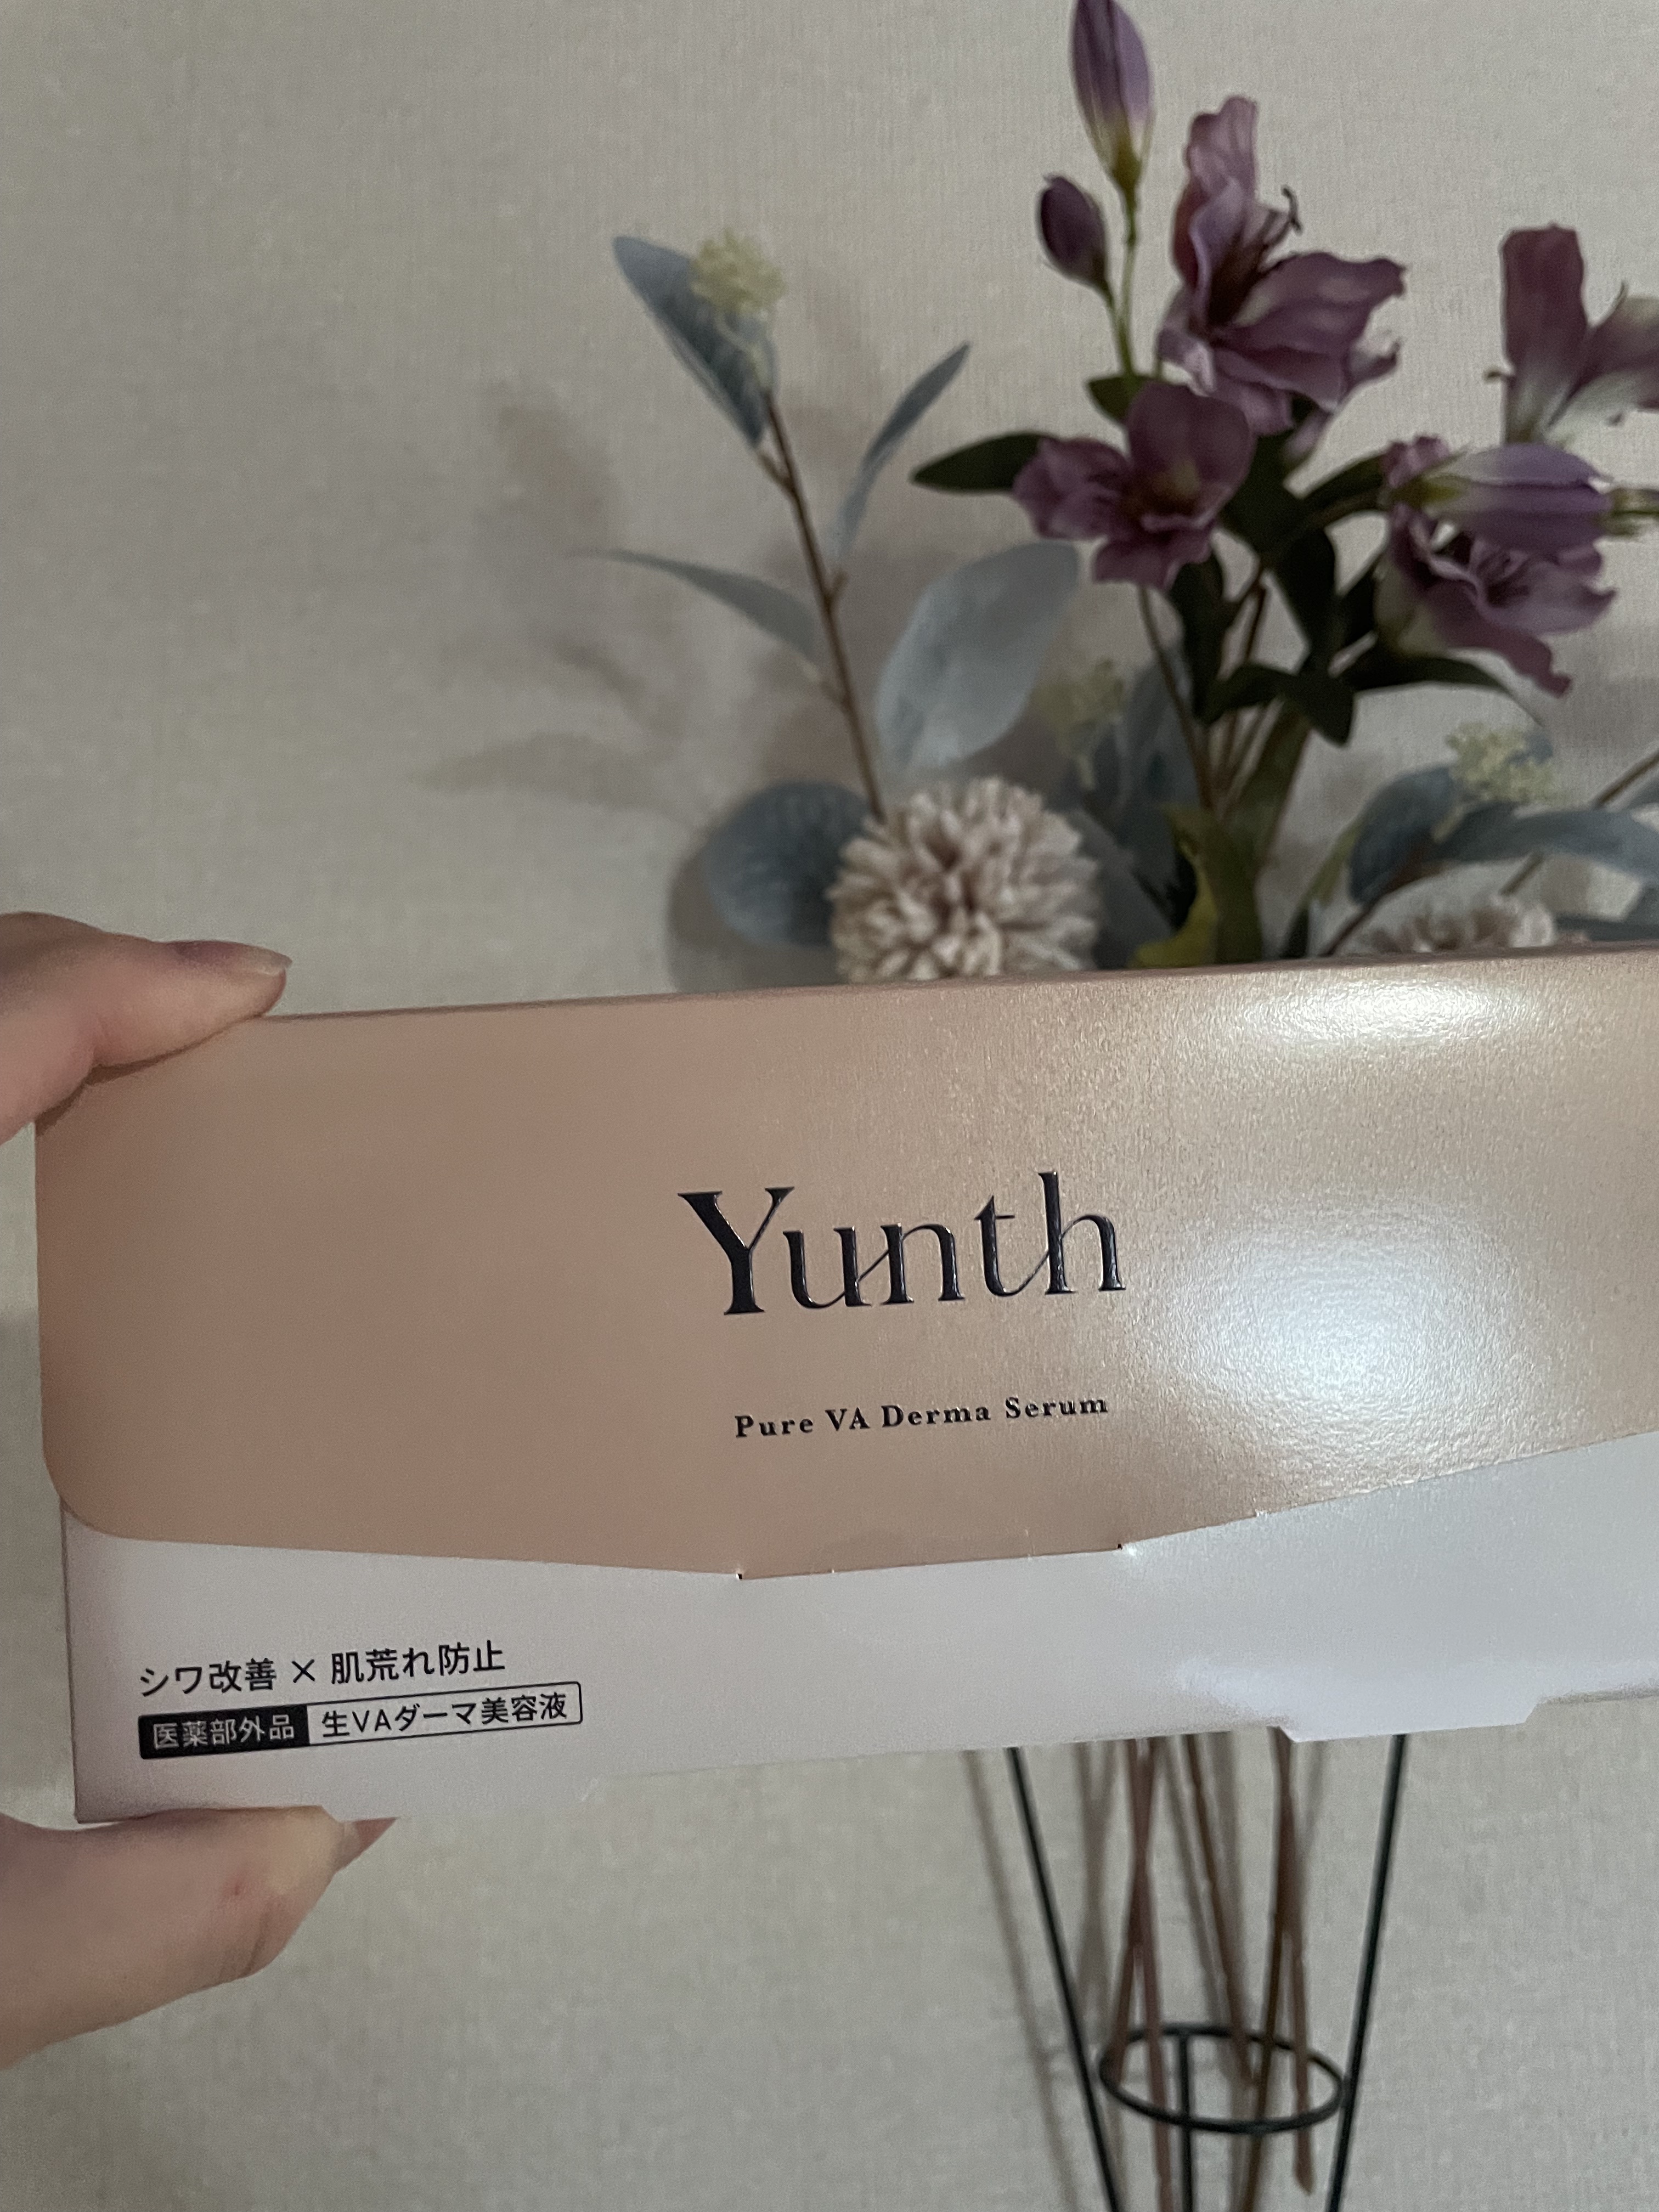 Yunth
Pure VA Derma Serum
シワ改善 × 肌荒れ防止
医薬部外品 生VAダーマ美容液